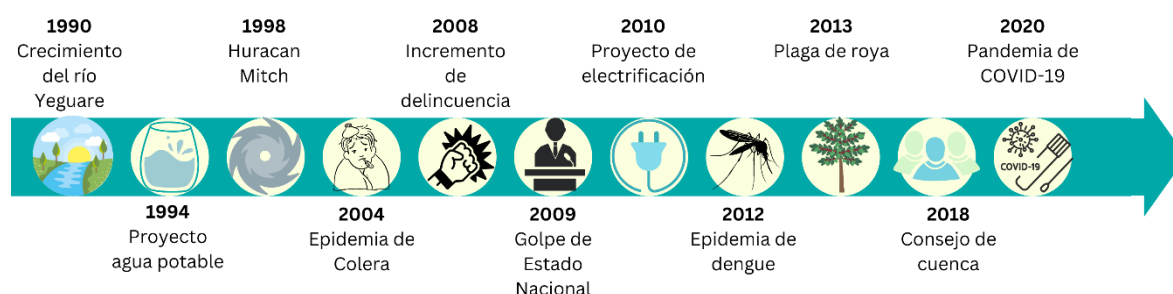 1990
Crecimiento
del río
Yeguare
1998
Huracan
Mitch
2008
Incremento
de
delincuencia
2010
Proyecto de
electrificación
2013
Plaga de roya
2020
Pandemia de
COVID-19
COVID-19
1994
Proyecto
agua potable
2004
Epidemia de
Colera
2009
Golpe de
Estado
Nacional
2012
Epidemia de
dengue
2018
Consejo de
cuenca